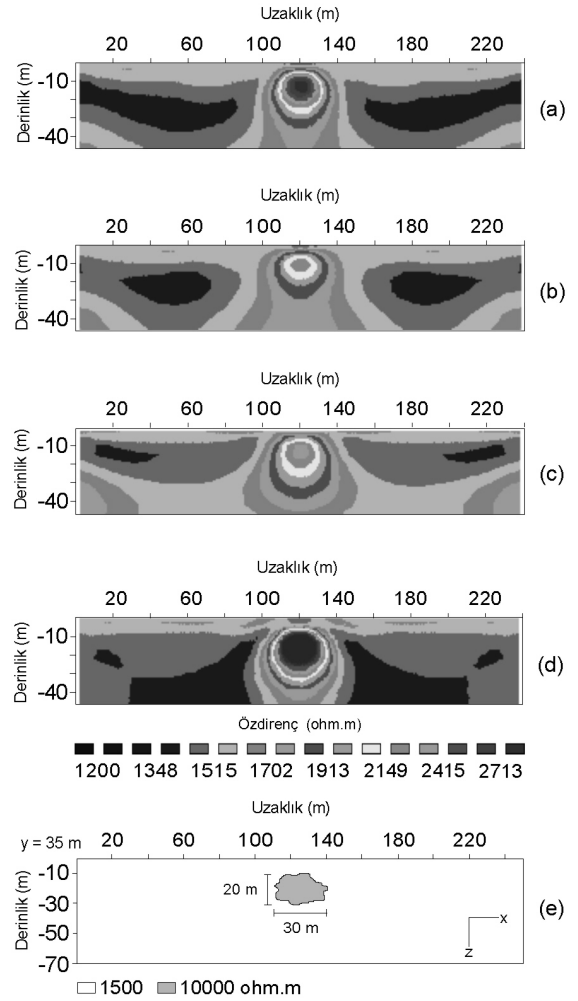 Uzaklık (m)
20 60 100 140 180 220
Derinlik (m)
-10
-40
(a)
Uzaklık (m)
20 60 100 140 180 220
Derinlik (m)
-10
-40
(b)
Uzaklık (m)
20 60 100 140 180 220
Derinlik (m)
-10
-40
(c)
Uzaklık (m)
20 60 100 140 180 220
Derinlik (m)
-10
-40
(d)
Özdirenç (ohm.m)
1200 1348 1515 1702 1913 2149 2415 2713
Uzaklık (m)
y = 35 m
20 60 100 140 180 220
Derinlik (m)
-10
-30
-50
-70
20 m
30 m
x
z
(e)
1500 10000 ohm.m